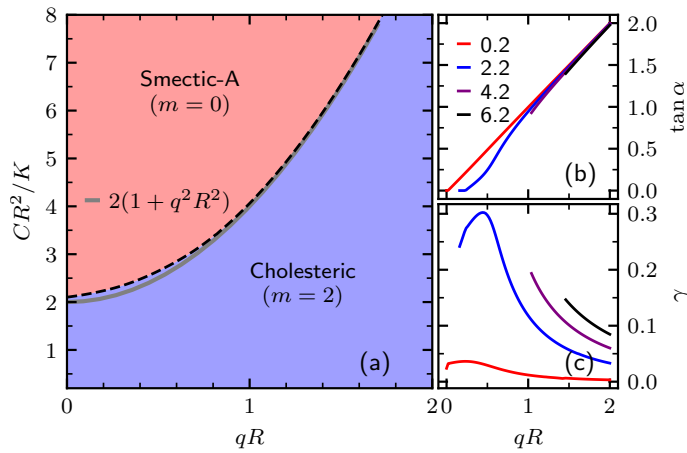 8
7
6
5
4
3
2
1
CR²/K
Smectic-A
(m = 0)
2(1 + q²R²)
Cholesteric
(m = 2)
(a)
0
1
2
qR
0.2
2.2
4.2
6.2
(b)
2.0
1.5
1.0
0.5
0.0
tan α
(c)
0.3
0.2
0.1
0.0
γ
0
1
2
qR